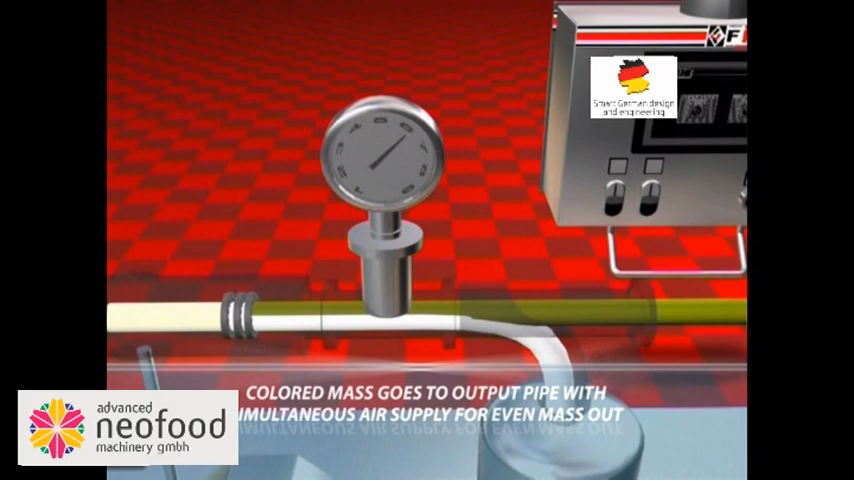 F
Smart German design
and engineering
COLORED MASS GOES TO OUTPUT PIPE WITH
IMULTANEOUS AIR SUPPLY FOR EVEN MASS OUT
advanced
neofood
machinery gmbh